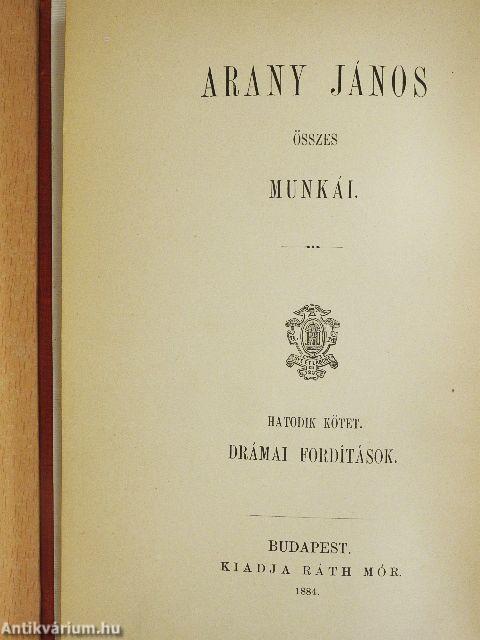 ARANY JÁNOS
ÖSSZES
MUNKÁI.
HATODIK KÖTET.
DRÁMAI FORDÍTÁSOK.
BUDAPEST.
KIADJA RÁTH MÓR.
1884.
Antikvárium.hu